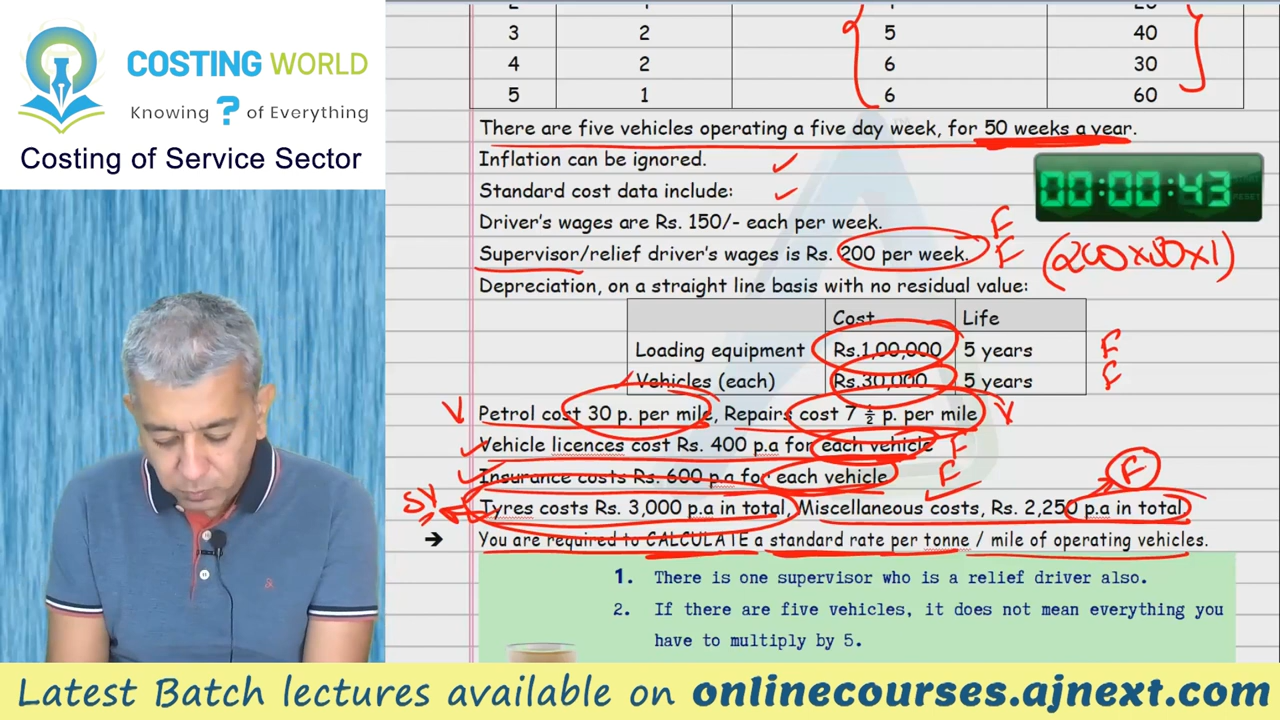 COSTING WORLD
Knowing ? of Everything
Costing of Service Sector
3 2 5 40
4 2 6 30
5 1 6 60
There are five vehicles operating a five day week, for 50 weeks a year.
Inflation can be ignored.
Standard cost data include:
00:00:43
RESET
Driver's wages are Rs. 150/- each per week.
F
Supervisor/relief driver's wages is Rs. 200 per week.
F
(200×50×1)
Depreciation, on a straight line basis with no residual value:
Cost Life
Loading equipment Rs.1,00,000 5 years F
Vehicles (each) Rs.30,000 5 years F
V Petrol cost 30 p. per mile, Repairs cost 7 ½ p. per mile V
Vehicle licences cost Rs. 400 p.a for each vehicle F
Insurance costs Rs. 600 p.a for each vehicle F
F
SV
Tyres costs Rs. 3,000 p.a in total, Miscellaneous costs, Rs. 2,250 p.a in total
→ You are required to CALCULATE a standard rate per tonne / mile of operating vehicles.
1. There is one supervisor who is a relief driver also.
2. If there are five vehicles, it does not mean everything you
have to multiply by 5.
Latest Batch lectures available on onlinecourses.ajnext.com